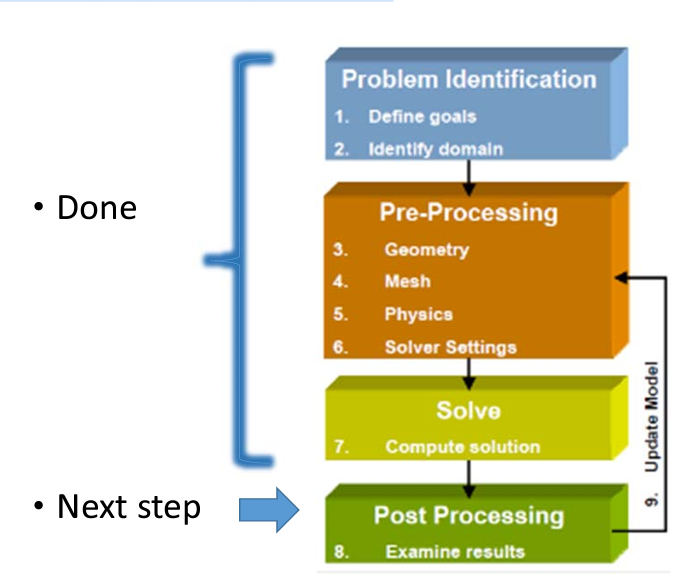 Problem Identification
1. Define goals
2. Identify domain
• Done
Pre-Processing
3. Geometry
4. Mesh
5. Physics
6. Solver Settings
Solve
7. Compute solution
9. Update Model
• Next step
Post Processing
8. Examine results